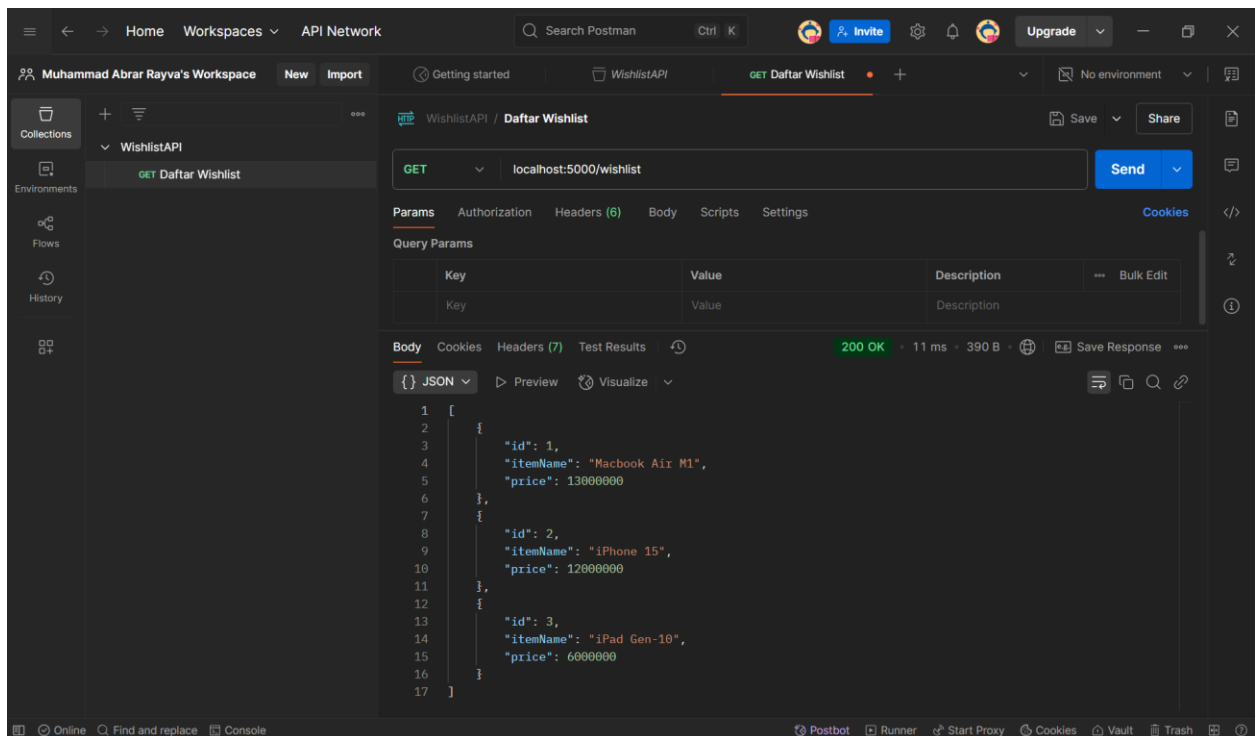 Home Workspaces API Network Search Postman Ctrl K Invite Upgrade
Muhammad Abrar Rayva's Workspace New Import Getting started WishlistAPI GET Daftar Wishlist No environment
Collections
Environments
Flows
History
WishlistAPI
GET Daftar Wishlist
HTTP WishlistAPI / Daftar Wishlist Save Share
GET localhost:5000/wishlist Send
Params Authorization Headers (6) Body Scripts Settings Cookies
Query Params
Key Value Description Bulk Edit
Key Value Description
Body Cookies Headers (7) Test Results 200 OK 11 ms 390 B e.g. Save Response
{} JSON Preview Visualize
1 [
2 {
3 "id": 1,
4 "itemName": "Macbook Air M1",
5 "price": 13000000
6 },
7 {
8 "id": 2,
9 "itemName": "iPhone 15",
10 "price": 12000000
11 },
12 {
13 "id": 3,
14 "itemName": "iPad Gen-10",
15 "price": 6000000
16 }
17 ]
Online Find and replace Console Postbot Runner Start Proxy Cookies Vault Trash